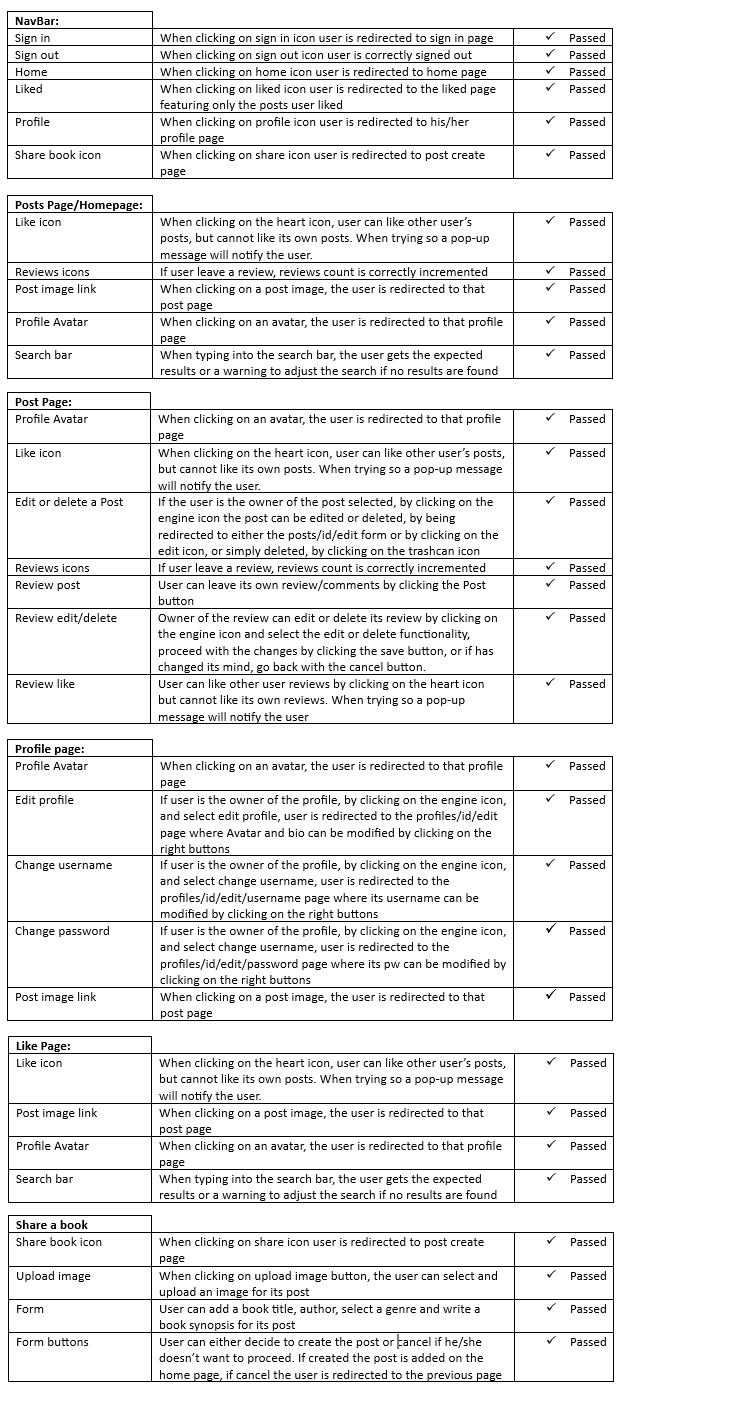 NavBar:
Sign in When clicking on sign in icon user is redirected to sign in page ✓ Passed
Sign out When clicking on sign out icon user is correctly signed out ✓ Passed
Home When clicking on home icon user is redirected to home page ✓ Passed
Liked When clicking on liked icon user is redirected to the liked page ✓ Passed
featuring only the posts user liked
Profile When clicking on profile icon user is redirected to his/her ✓ Passed
profile page
Share book icon When clicking on share icon user is redirected to post create ✓ Passed
page
Posts Page/Homepage:
Like icon When clicking on the heart icon, user can like other user's ✓ Passed
posts, but cannot like its own posts. When trying so a pop-up
message will notify the user.
Reviews icons If user leave a review, reviews count is correctly incremented ✓ Passed
Post image link When clicking on a post image, the user is redirected to that ✓ Passed
post page
Profile Avatar When clicking on an avatar, the user is redirected to that profile ✓ Passed
page
Search bar When typing into the search bar, the user gets the expected ✓ Passed
results or a warning to adjust the search if no results are found
Post Page:
Profile Avatar When clicking on an avatar, the user is redirected to that profile ✓ Passed
page
Like icon When clicking on the heart icon, user can like other user's posts, ✓ Passed
but cannot like its own posts. When trying so a pop-up message
will notify the user.
Edit or delete a Post If the user is the owner of the post selected, by clicking on the ✓ Passed
engine icon the post can be edited or deleted, by being
redirected to either the posts/id/edit form or by clicking on the
edit icon, or simply deleted, by clicking on the trashcan icon
Reviews icons If user leave a review, reviews count is correctly incremented ✓ Passed
Review post User can leave its own review/comments by clicking the Post ✓ Passed
button
Review edit/delete Owner of the review can edit or delete its review by clicking on ✓ Passed
the engine icon and select the edit or delete functionality,
proceed with the changes by clicking the save button, or if has
changed its mind, go back with the cancel button.
Review like User can like other user reviews by clicking on the heart icon ✓ Passed
but cannot like its own reviews. When trying so a pop-up
message will notify the user
Profile page:
Profile Avatar When clicking on an avatar, the user is redirected to that profile ✓ Passed
page
Edit profile If user is the owner of the profile, by clicking on the engine icon, ✓ Passed
and select edit profile, user is redirected to the profiles/id/edit
page where Avatar and bio can be modified by clicking on the
right buttons
Change username If user is the owner of the profile, by clicking on the engine icon, ✓ Passed
and select change username, user is redirected to the
profiles/id/edit/username page where its username can be
modified by clicking on the right buttons
Change password If user is the owner of the profile, by clicking on the engine icon, ✓ Passed
and select change username, user is redirected to the
profiles/id/edit/password page where its pw can be modified by
clicking on the right buttons
Post image link When clicking on a post image, the user is redirected to that ✓ Passed
post page
Like Page:
Like icon When clicking on the heart icon, user can like other user's posts, ✓ Passed
but cannot like its own posts. When trying so a pop-up message
will notify the user.
Post image link When clicking on a post image, the user is redirected to that ✓ Passed
post page
Profile Avatar When clicking on an avatar, the user is redirected to that profile ✓ Passed
page
Search bar When typing into the search bar, the user gets the expected ✓ Passed
results or a warning to adjust the search if no results are found
Share a book
Share book icon When clicking on share icon user is redirected to post create ✓ Passed
page
Upload image When clicking on upload image button, the user can select and ✓ Passed
upload an image for its post
Form User can add a book title, author, select a genre and write a ✓ Passed
book synopsis for its post
Form buttons User can either decide to create the post or cancel if he/she ✓ Passed
doesn't want to proceed. If created the post is added on the
home page, if cancel the user is redirected to the previous page